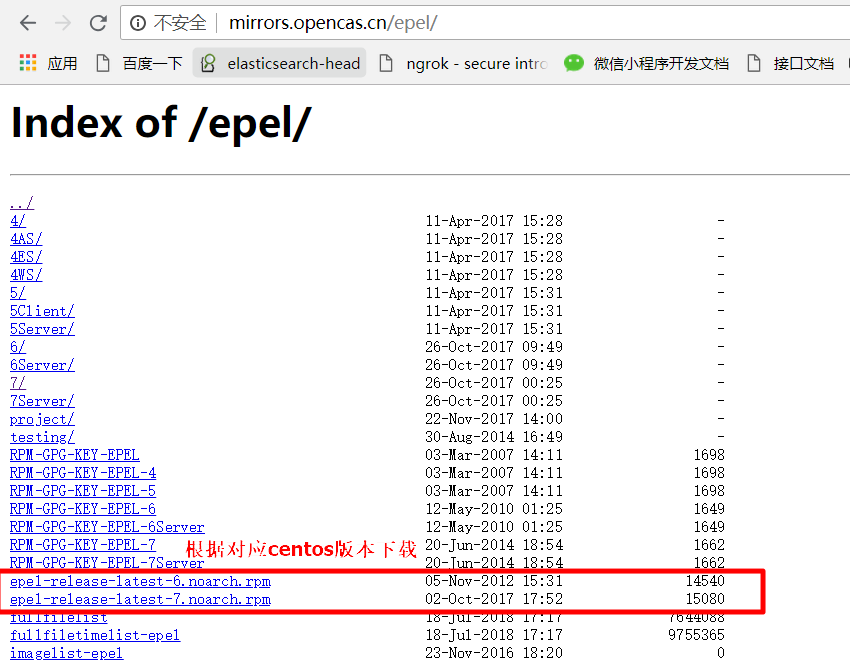 不安全 mirrors.opencas.cn/epel/
应用 百度一下 elasticsearch-head ngrok - secure intro 微信小程序开发文档 接口文档
Index of /epel/
../
4/ 11-Apr-2017 15:28 -
4AS/ 11-Apr-2017 15:28 -
4ES/ 11-Apr-2017 15:28 -
4WS/ 11-Apr-2017 15:28 -
5/ 11-Apr-2017 15:31 -
5Client/ 11-Apr-2017 15:31 -
5Server/ 11-Apr-2017 15:31 -
6/ 26-Oct-2017 09:49 -
6Server/ 26-Oct-2017 09:49 -
7/ 26-Oct-2017 00:25 -
7Server/ 26-Oct-2017 00:25 -
project/ 22-Nov-2017 14:00 -
testing/ 30-Aug-2014 16:49 -
RPM-GPG-KEY-EPEL 03-Mar-2007 14:11 1698
RPM-GPG-KEY-EPEL-4 03-Mar-2007 14:11 1698
RPM-GPG-KEY-EPEL-5 03-Mar-2007 14:11 1698
RPM-GPG-KEY-EPEL-6 12-May-2010 01:25 1649
RPM-GPG-KEY-EPEL-6Server 12-May-2010 01:25 1649
RPM-GPG-KEY-EPEL-7 根据对应centos版本下载 20-Jun-2014 18:54 1662
RPM-GPG-KEY-EPEL-7Server 20-Jun-2014 18:54 1662
epel-release-latest-6.noarch.rpm 05-Nov-2012 15:31 14540
epel-release-latest-7.noarch.rpm 02-Oct-2017 17:52 15080
fullfilelist 18-Jul-2018 17:17 7644088
fullfiletimelist-epel 18-Jul-2018 17:17 9755365
imagelist-epel 23-Nov-2016 18:20 0